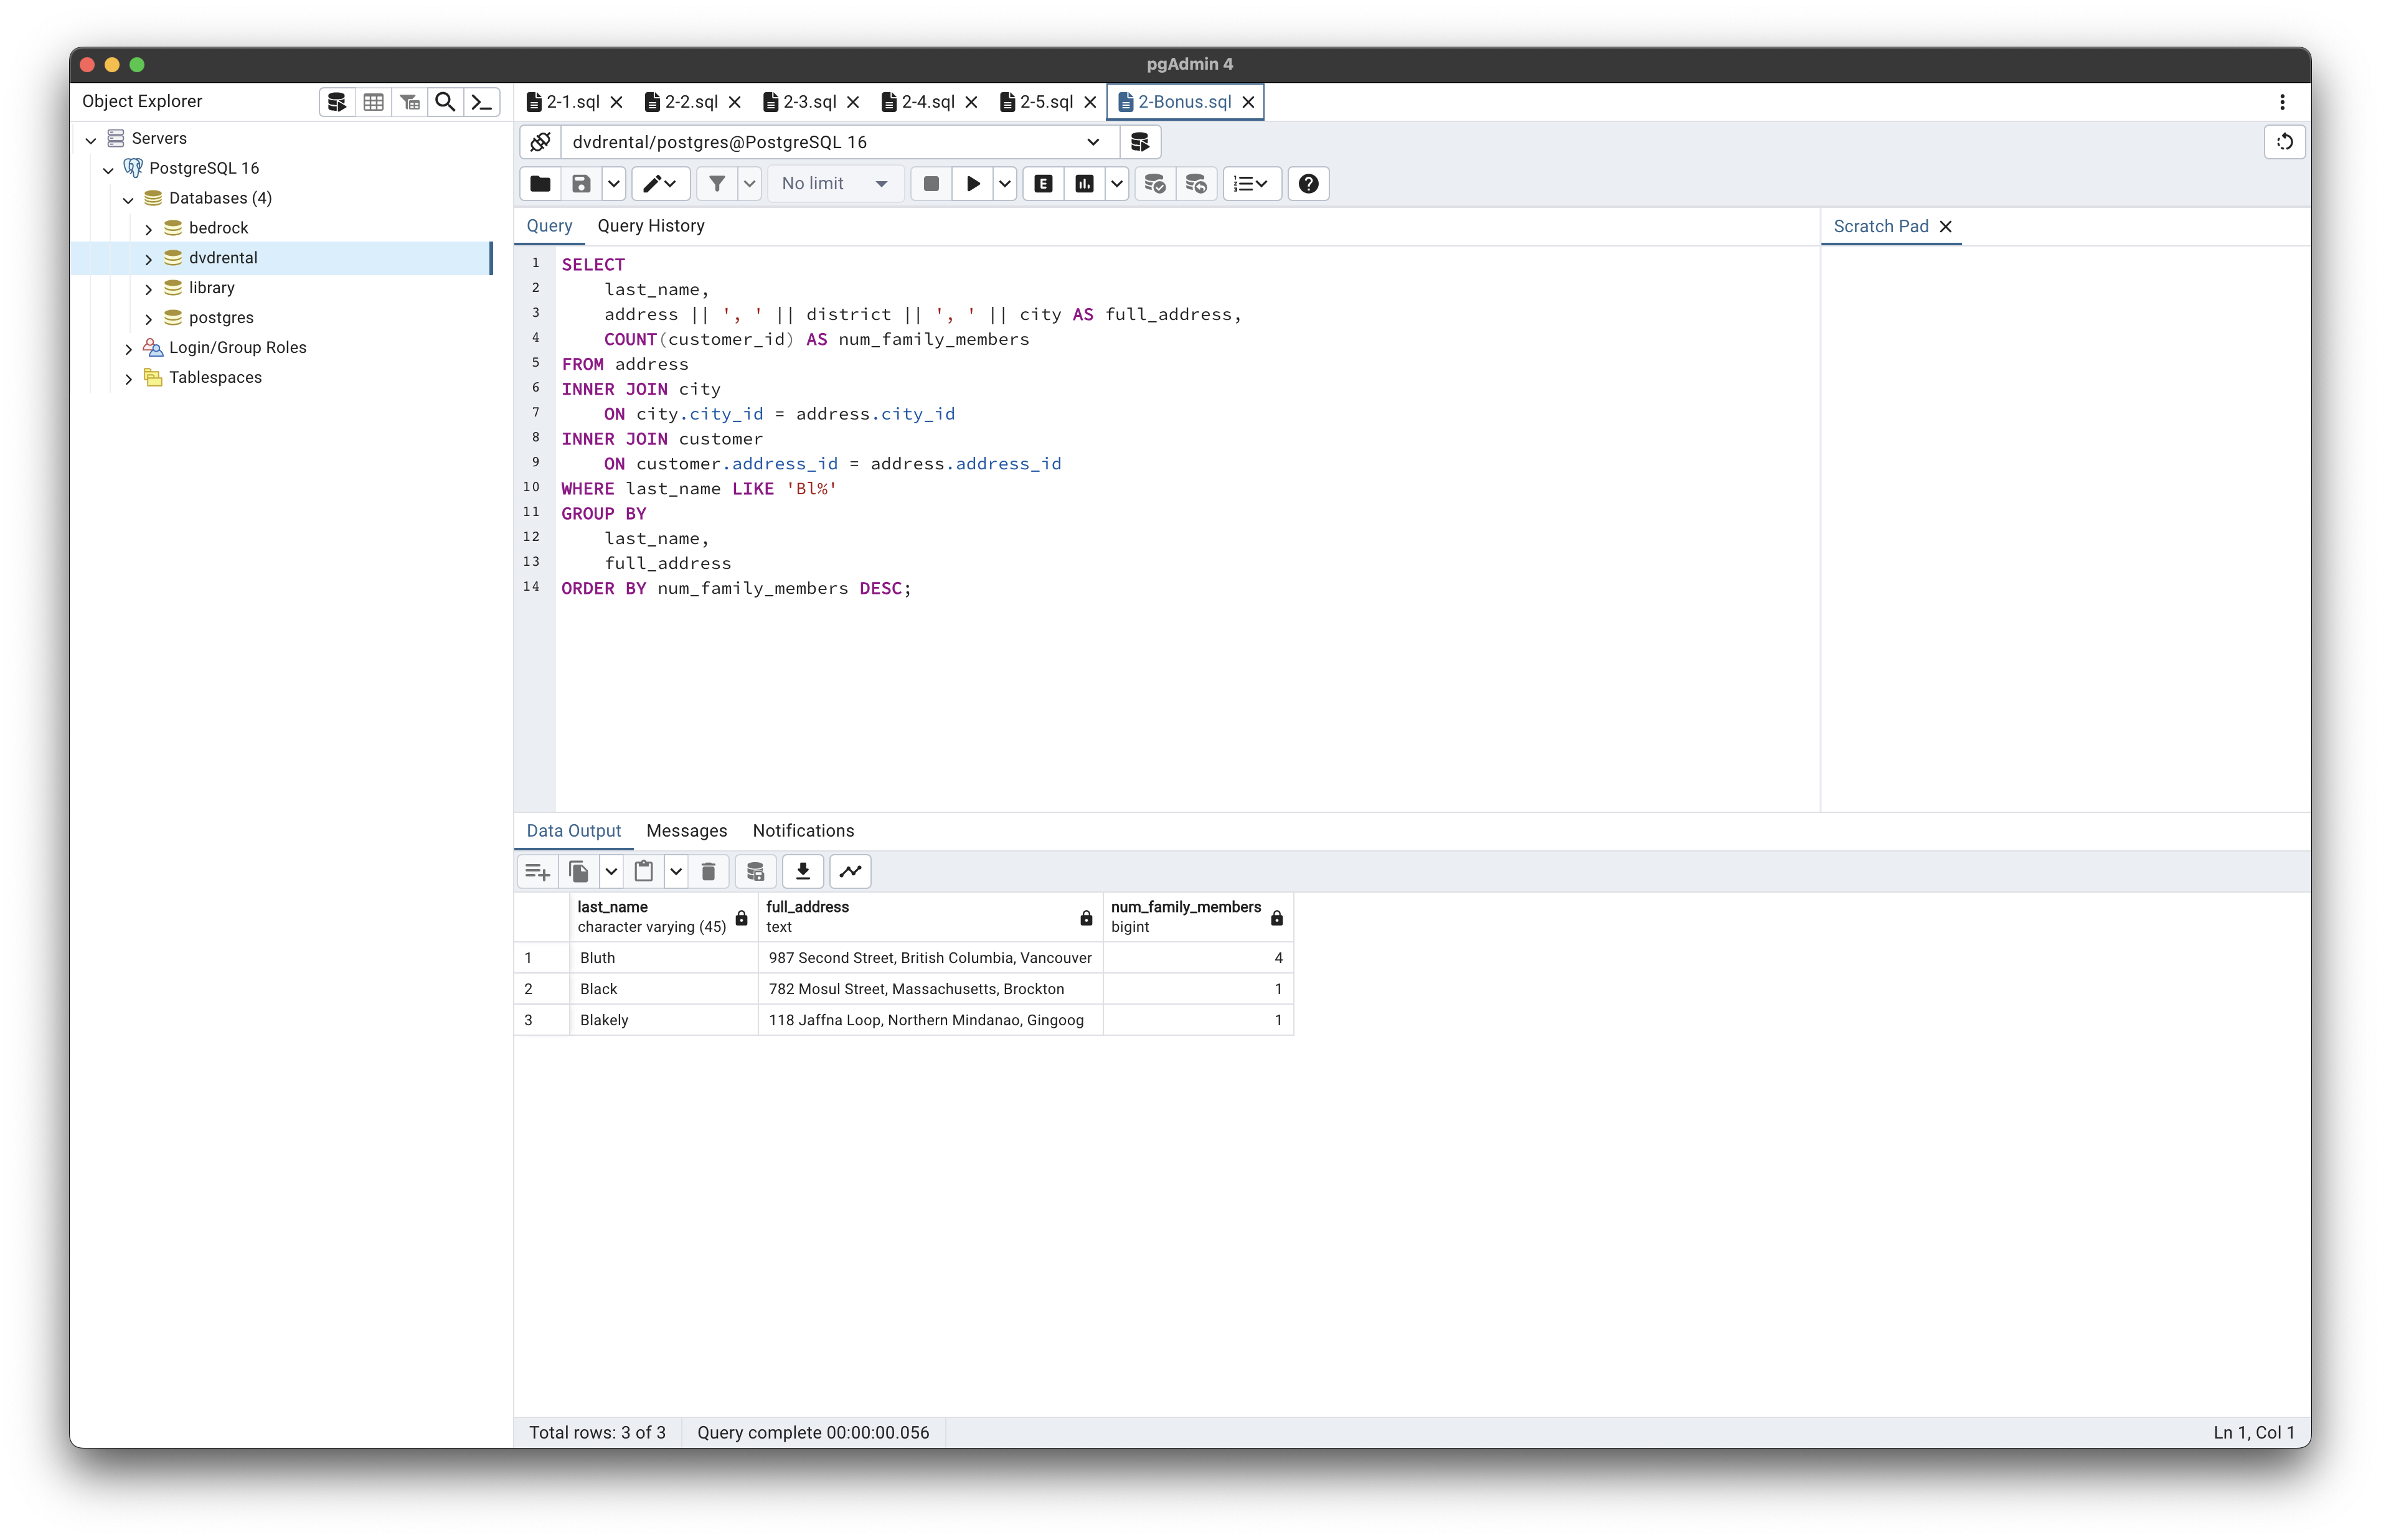 pgAdmin 4
Object Explorer
2-1.sql
2-2.sql
2-3.sql
2-4.sql
2-5.sql
2-Bonus.sql
Servers
PostgreSQL 16
Databases (4)
bedrock
dvdrental
library
postgres
Login/Group Roles
Tablespaces
dvdrental/postgres@PostgreSQL 16
No limit
E
Query
Query History
Scratch Pad
1 SELECT
2 last_name,
3 address || ', ' || district || ', ' || city AS full_address,
4 COUNT(customer_id) AS num_family_members
5 FROM address
6 INNER JOIN city
7 ON city.city_id = address.city_id
8 INNER JOIN customer
9 ON customer.address_id = address.address_id
10 WHERE last_name LIKE 'Bl%'
11 GROUP BY
12 last_name,
13 full_address
14 ORDER BY num_family_members DESC;
Data Output
Messages
Notifications
last_name
character varying (45)
full_address
text
num_family_members
bigint
1 Bluth 987 Second Street, British Columbia, Vancouver 4
2 Black 782 Mosul Street, Massachusetts, Brockton 1
3 Blakely 118 Jaffna Loop, Northern Mindanao, Gingoog 1
Total rows: 3 of 3
Query complete 00:00:00.056
Ln 1, Col 1